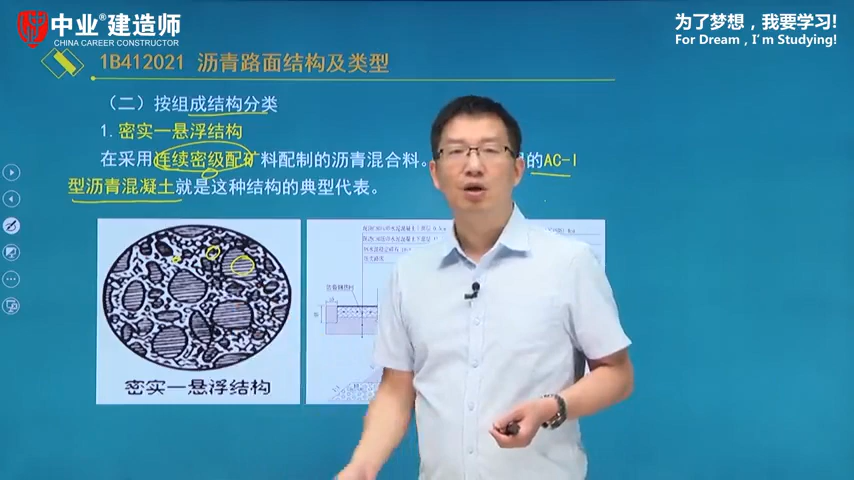 中业®建造师
CHINA CAREER CONSTRUCTOR
为了梦想，我要学习!
For Dream , I'm Studying!
1B412021 沥青路面结构及类型
（二）按组成结构分类
1.密实一悬浮结构
在采用连续密级配矿料配制的沥青混合料。
的AC-I
型沥青混凝土就是这种结构的典型代表。
密实一悬浮结构